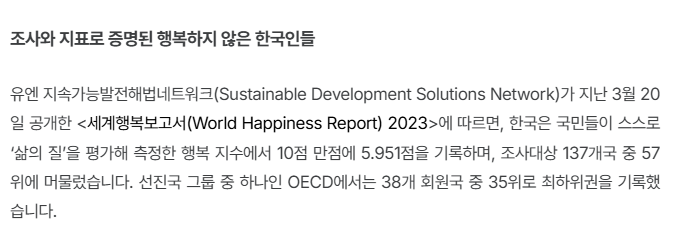 조사와 지표로 증명된 행복하지 않은 한국인들
유엔 지속가능발전해법네트워크(Sustainable Development Solutions Network)가 지난 3월 20
일 공개한 <세계행복보고서(World Happiness Report) 2023>에 따르면, 한국은 국민들이 스스로
‘삶의 질’을 평가해 측정한 행복 지수에서 10점 만점에 5.951점을 기록하며, 조사대상 137개국 중 57
위에 머물렀습니다. 선진국 그룹 중 하나인 OECD에서는 38개 회원국 중 35위로 최하위권을 기록했
습니다.